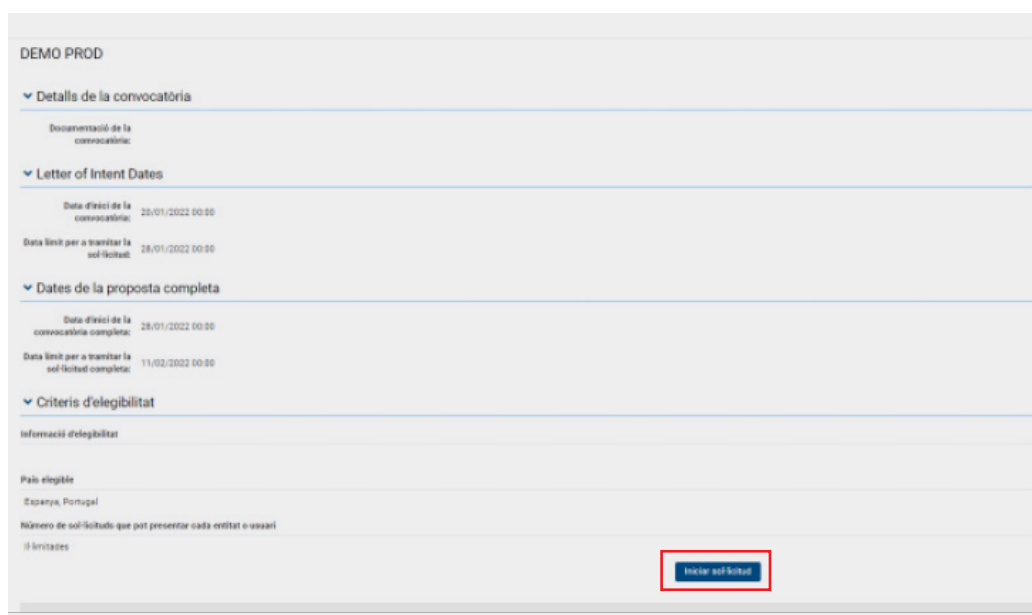 DEMO PROD
Detalls de la convocatòria
Documentació de la
convocatòria:
Letter of Intent Dates
Data d'inici de la
convocatòria:
20/01/2022 00:00
Data límit per a tramitar la
sol·licitud:
28/01/2022 00:00
Dates de la proposta completa
Data d'inici de la
convocatòria completa:
28/01/2022 00:00
Data límit per a tramitar la
sol·licitud completa:
11/02/2022 00:00
Criteris d'elegibilitat
Informació d'elegibilitat
País elegible
Espanya, Portugal
Número de sol·licituds que pot presentar cada entitat o usuari
Il·limitades
Iniciar sol·licitud